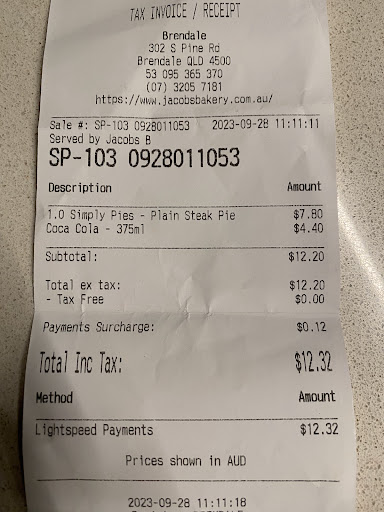 TAX INVOICE / RECEIPT
Brendale
302 S Pine Rd
Brendale QLD 4500
53 095 365 370
(07) 3205 7181
https://www.jacobsbakery.com.au/
Sale #: SP-103 0928011053 2023-09-28 11:11:11
Served by Jacobs B
SP-103 0928011053
Description Amount
1.0 Simply Pies - Plain Steak Pie $7.80
Coca Cola - 375ml $4.40
Subtotal: $12.20
Total ex tax: $12.20
- Tax Free $0.00
Payments Surcharge: $0.12
Total Inc Tax: $12.32
Method Amount
Lightspeed Payments $12.32
Prices shown in AUD
2023-09-28 11:11:18